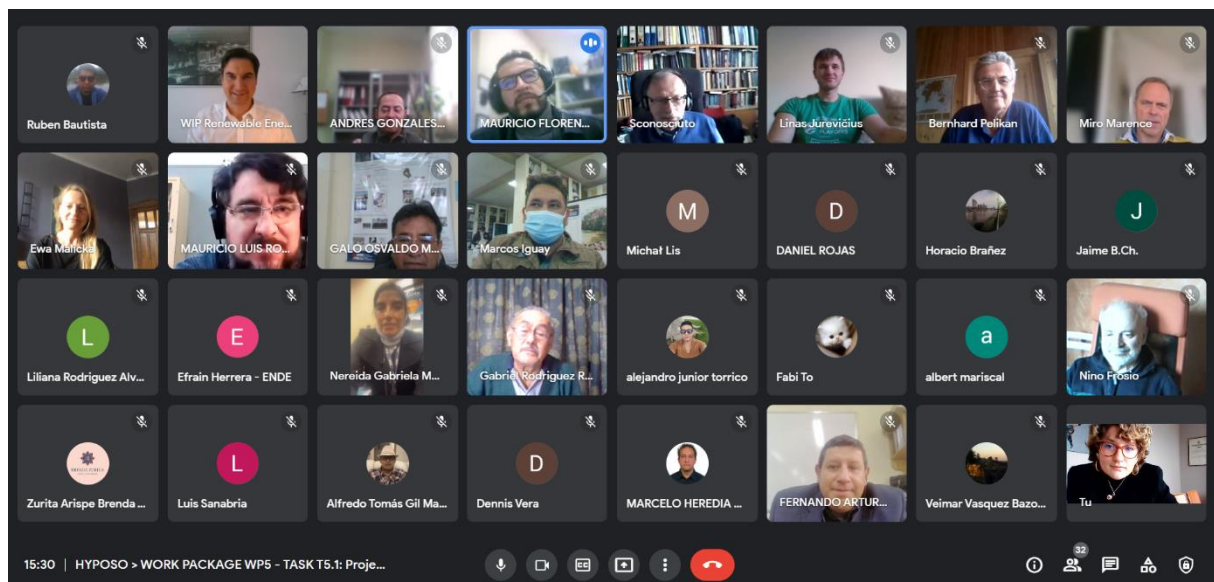 Ruben Bautista
WIP Renewable Ene...
ANDRES GONZALES...
MAURICIO FLOREN...
Sconosciuto
Linas Jurevičius
Bernhard Pelikan
Miro Marence
Ewa Malicka
MAURICIO LUIS RO...
GALO OSVALDO M...
Marcos Iguay
M
Michał Lis
D
DANIEL ROJAS
Horacio Brañez
J
Jaime B.Ch.
L
Liliana Rodriguez Alv...
E
Efrain Herrera - ENDE
Nereida Gabriela M...
Gabriel Rodriguez R...
alejandro junior torrico
Fabi To
a
albert mariscal
Nino Frosio
Zurita Arispe Brenda ...
L
Luis Sanabria
Alfredo Tomás Gil Ma...
D
Dennis Vera
MARCELO HEREDIA ...
FERNANDO ARTUR...
Veimar Vasquez Bazo...
Tu
15:30 | HYPOSO > WORK PACKAGE WP5 - TASK T5.1: Proje...
32